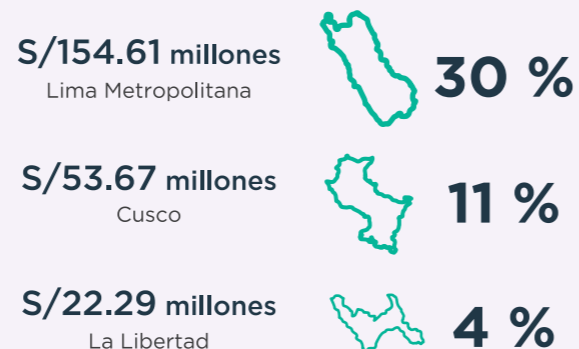 S/154.61 millones
Lima Metropolitana
30 %
S/53.67 millones
Cusco
11 %
S/22.29 millones
La Libertad
4 %